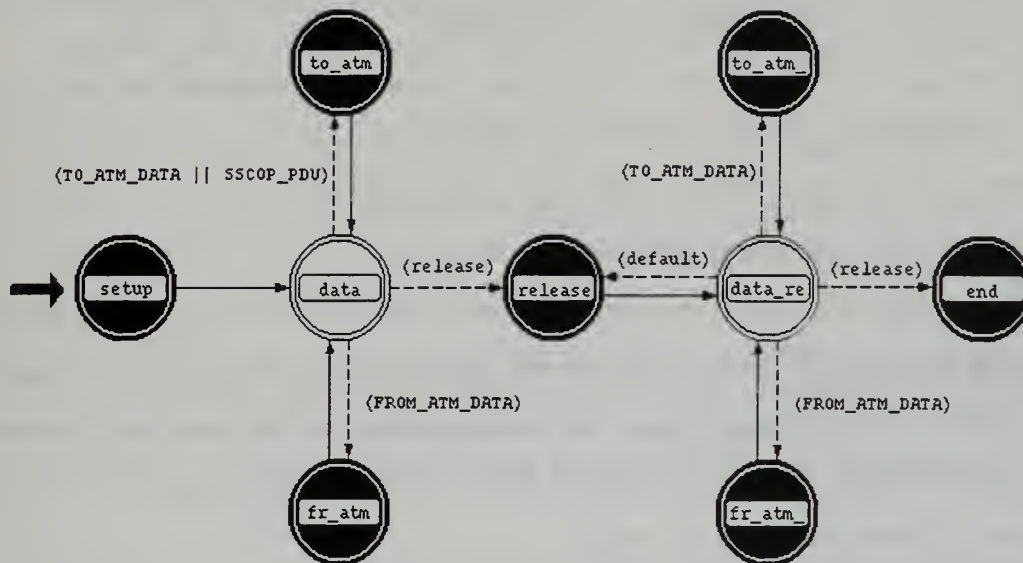 to_atm
to_atm_
(TO_ATM_DATA || SSCOP_PDU)
(TO_ATM_DATA)
setup
data
(release)
release
(default)
data_re
(release)
end
(FROM_ATM_DATA)
(FROM_ATM_DATA)
fr_atm
fr_atm_